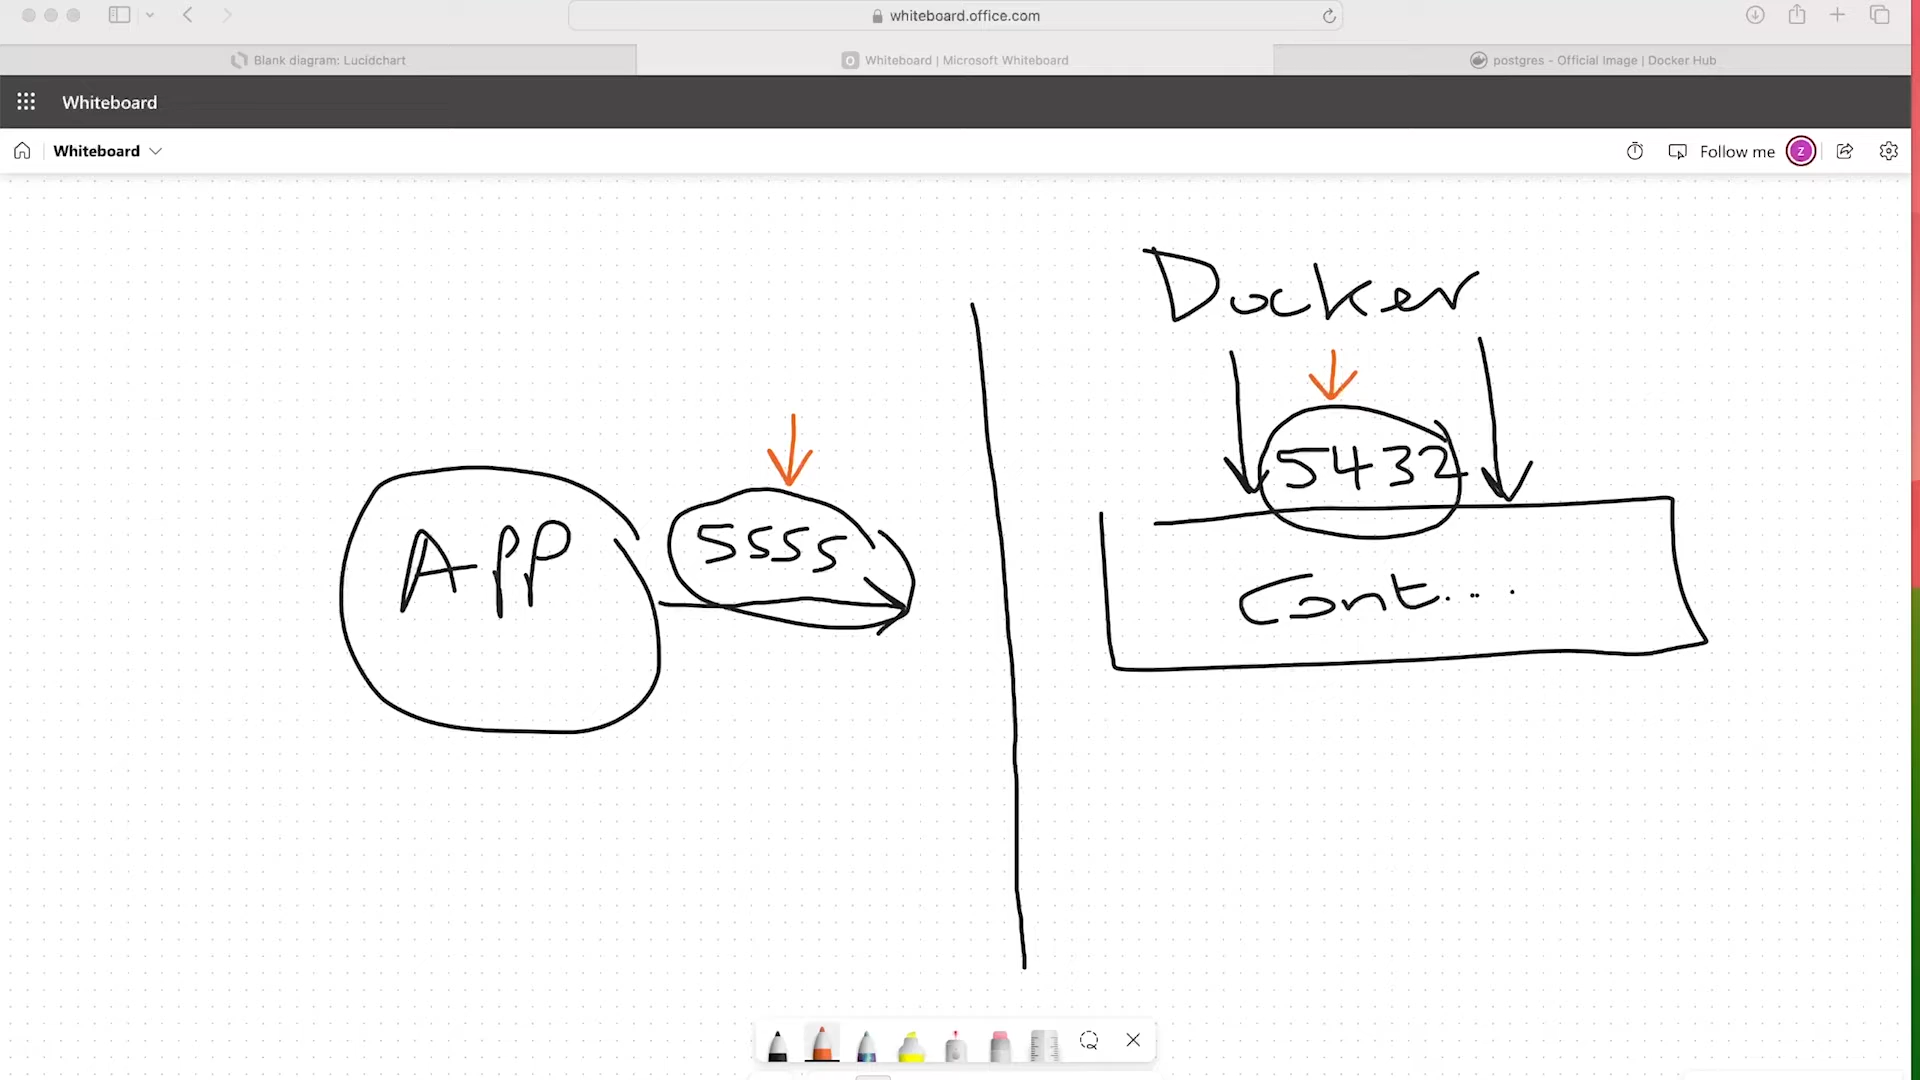 whiteboard.office.com
Blank diagram: Lucidchart
Whiteboard | Microsoft Whiteboard
postgres - Official Image | Docker Hub
Whiteboard
Whiteboard
Follow me
z
Docker
5432
App
5555
Cont...